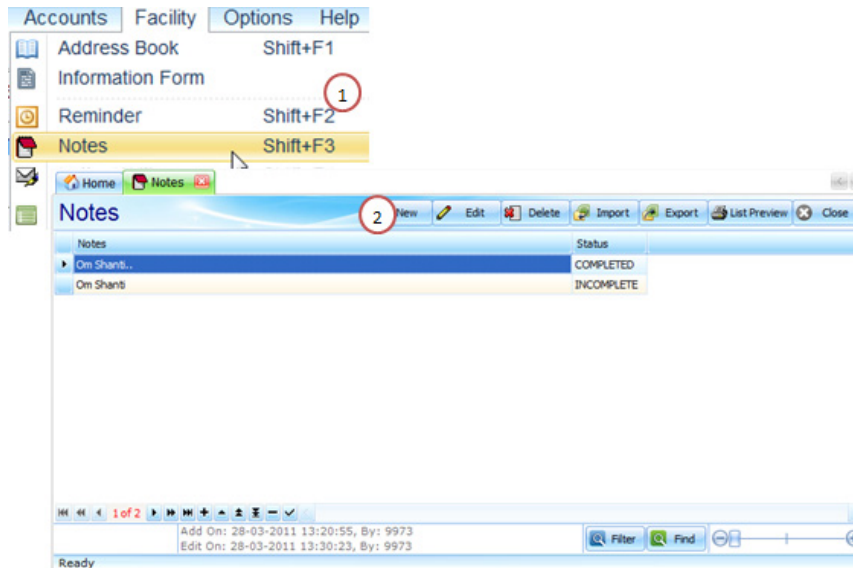 Accounts Facility Options Help
Address Book Shift+F1
Information Form
1
Reminder Shift+F2
Notes Shift+F3
Home Notes
Notes 2 New Edit Delete Import Export List Preview Close
Notes Status
Om Shanti.. COMPLETED
Om Shanti INCOMPLETE
1 of 2
Add On: 28-03-2011 13:20:55, By: 9973
Edit On: 28-03-2011 13:30:23, By: 9973
Filter Find
Ready